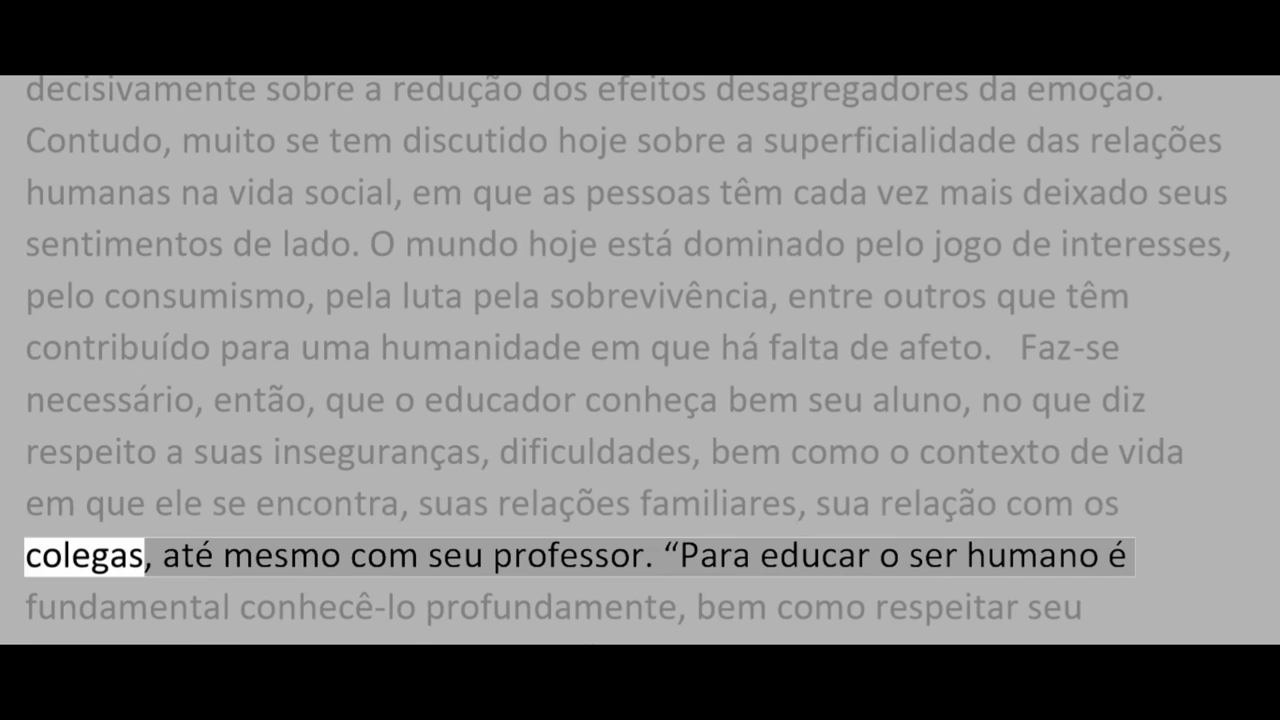 decisivamente sobre a redução dos efeitos desagregadores da emoção.
Contudo, muito se tem discutido hoje sobre a superficialidade das relações
humanas na vida social, em que as pessoas têm cada vez mais deixado seus
sentimentos de lado. O mundo hoje está dominado pelo jogo de interesses,
pelo consumismo, pela luta pela sobrevivência, entre outros que têm
contribuído para uma humanidade em que há falta de afeto.   Faz-se
necessário, então, que o educador conheça bem seu aluno, no que diz
respeito a suas inseguranças, dificuldades, bem como o contexto de vida
em que ele se encontra, suas relações familiares, sua relação com os
colegas, até mesmo com seu professor. “Para educar o ser humano é
fundamental conhecê-lo profundamente, bem como respeitar seu